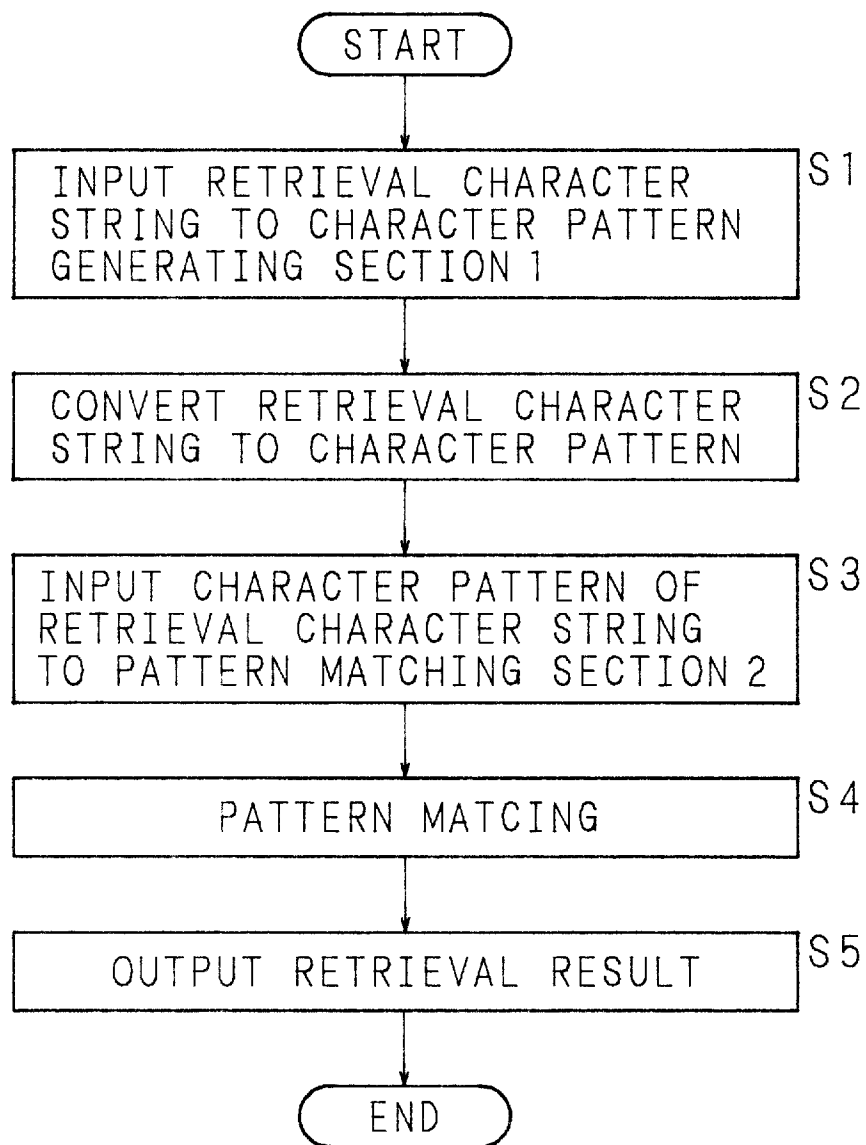 START
S1
INPUT RETRIEVAL CHARACTER
STRING TO CHARACTER PATTERN
GENERATING SECTION 1
S2
CONVERT RETRIEVAL CHARACTER
STRING TO CHARACTER PATTERN
S3
INPUT CHARACTER PATTERN OF
RETRIEVAL CHARACTER STRING
TO PATTERN MATCHING SECTION 2
S4
PATTERN MATCING
S5
OUTPUT RETRIEVAL RESULT
END